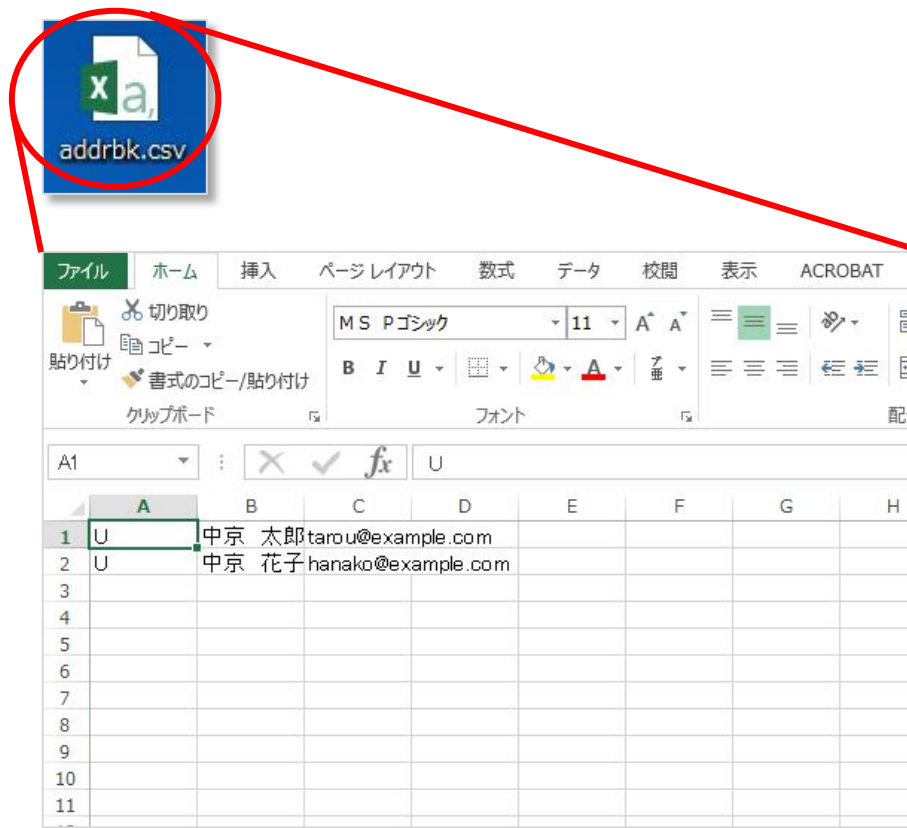 addrbk.csv
ファイル ホーム 挿入 ページ レイアウト 数式 データ 校閲 表示 ACROBAT
切り取り
コピー
貼り付け
書式のコピー/貼り付け
ＭＳ Ｐゴシック 11 A A
B I U A
亜
クリップボード フォント 配
A1 fx U
A B C D E F G H
1 U 中京　太郎 tarou@example.com
2 U 中京　花子 hanako@example.com
3
4
5
6
7
8
9
10
11